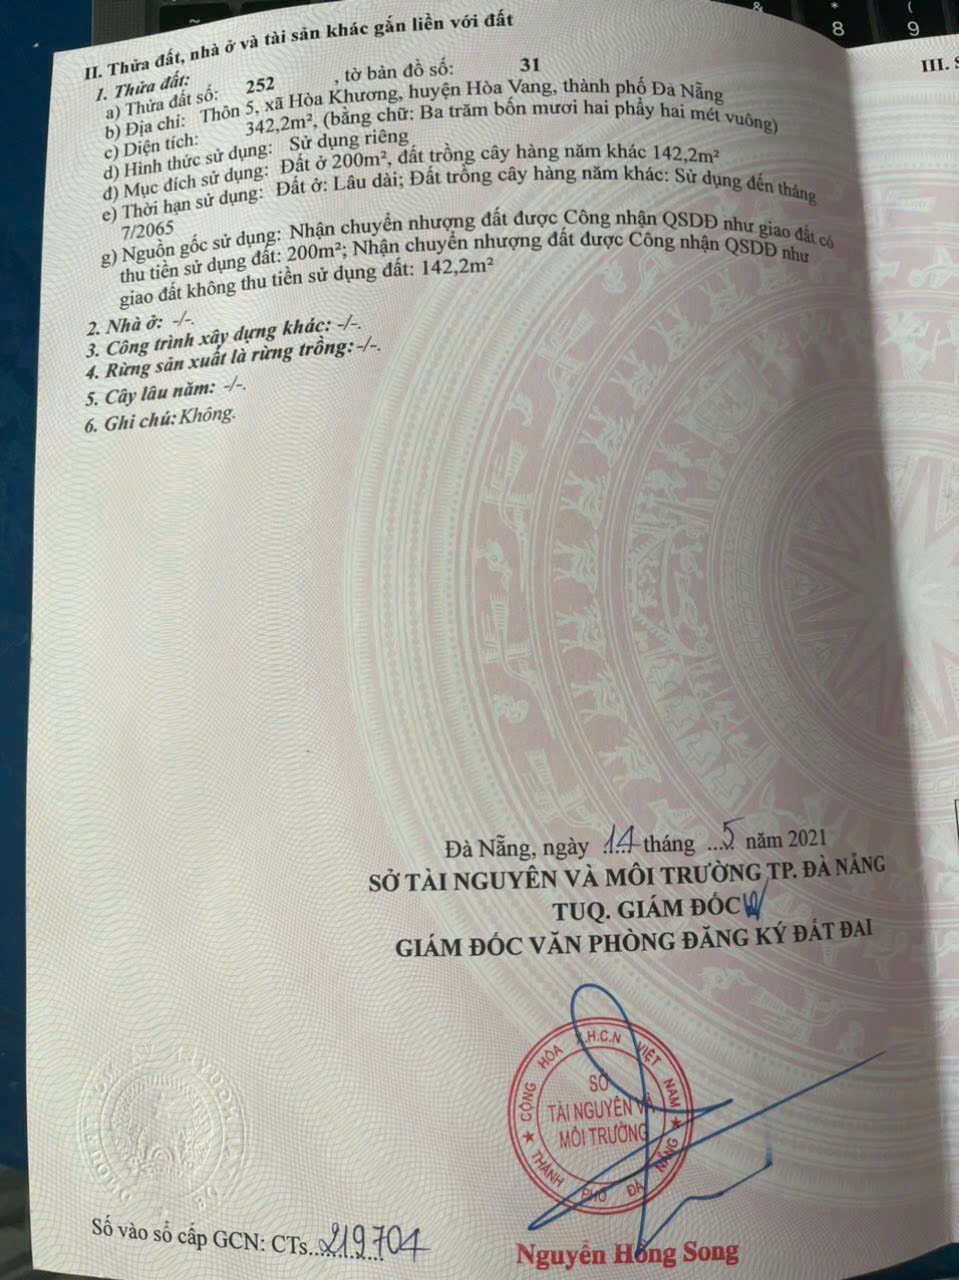 II. Thửa đất, nhà ở và tài sản khác gắn liền với đất
1. Thửa đất:
a) Thửa đất số: 252 , tờ bản đồ số: 31
b) Địa chỉ: Thôn 5, xã Hòa Khương, huyện Hòa Vang, thành phố Đà Nẵng
c) Diện tích: 342,2m², (bằng chữ: Ba trăm bốn mươi hai phẩy hai mét vuông)
d) Hình thức sử dụng: Sử dụng riêng
đ) Mục đích sử dụng: Đất ở 200m², đất trồng cây hàng năm khác 142,2m²
e) Thời hạn sử dụng: Đất ở: Lâu dài; Đất trồng cây hàng năm khác: Sử dụng đến tháng
7/2065
g) Nguồn gốc sử dụng: Nhận chuyển nhượng đất được Công nhận QSDĐ như giao đất có
thu tiền sử dụng đất: 200m²; Nhận chuyển nhượng đất được Công nhận QSDĐ như
giao đất không thu tiền sử dụng đất: 142,2m²
2. Nhà ở: -/-.
3. Công trình xây dựng khác: -/-.
4. Rừng sản xuất là rừng trồng: -/-.
5. Cây lâu năm: -/-.
6. Ghi chú: Không.
Đà Nẵng, ngày 14 tháng ...5 năm 2021
SỞ TÀI NGUYÊN VÀ MÔI TRƯỜNG TP. ĐÀ NẴNG
TUQ. GIÁM ĐỐC
GIÁM ĐỐC VĂN PHÒNG ĐĂNG KÝ ĐẤT ĐAI
CỘNG HÒA X.H.C.N VIỆT NAM
SỞ
TÀI NGUYÊN VÀ
MÔI TRƯỜNG
★ THÀNH PHỐ ĐÀ NẴNG ★
Số vào sổ cấp GCN: CTs...219704
Nguyễn Hồng Song
III. S
8
9